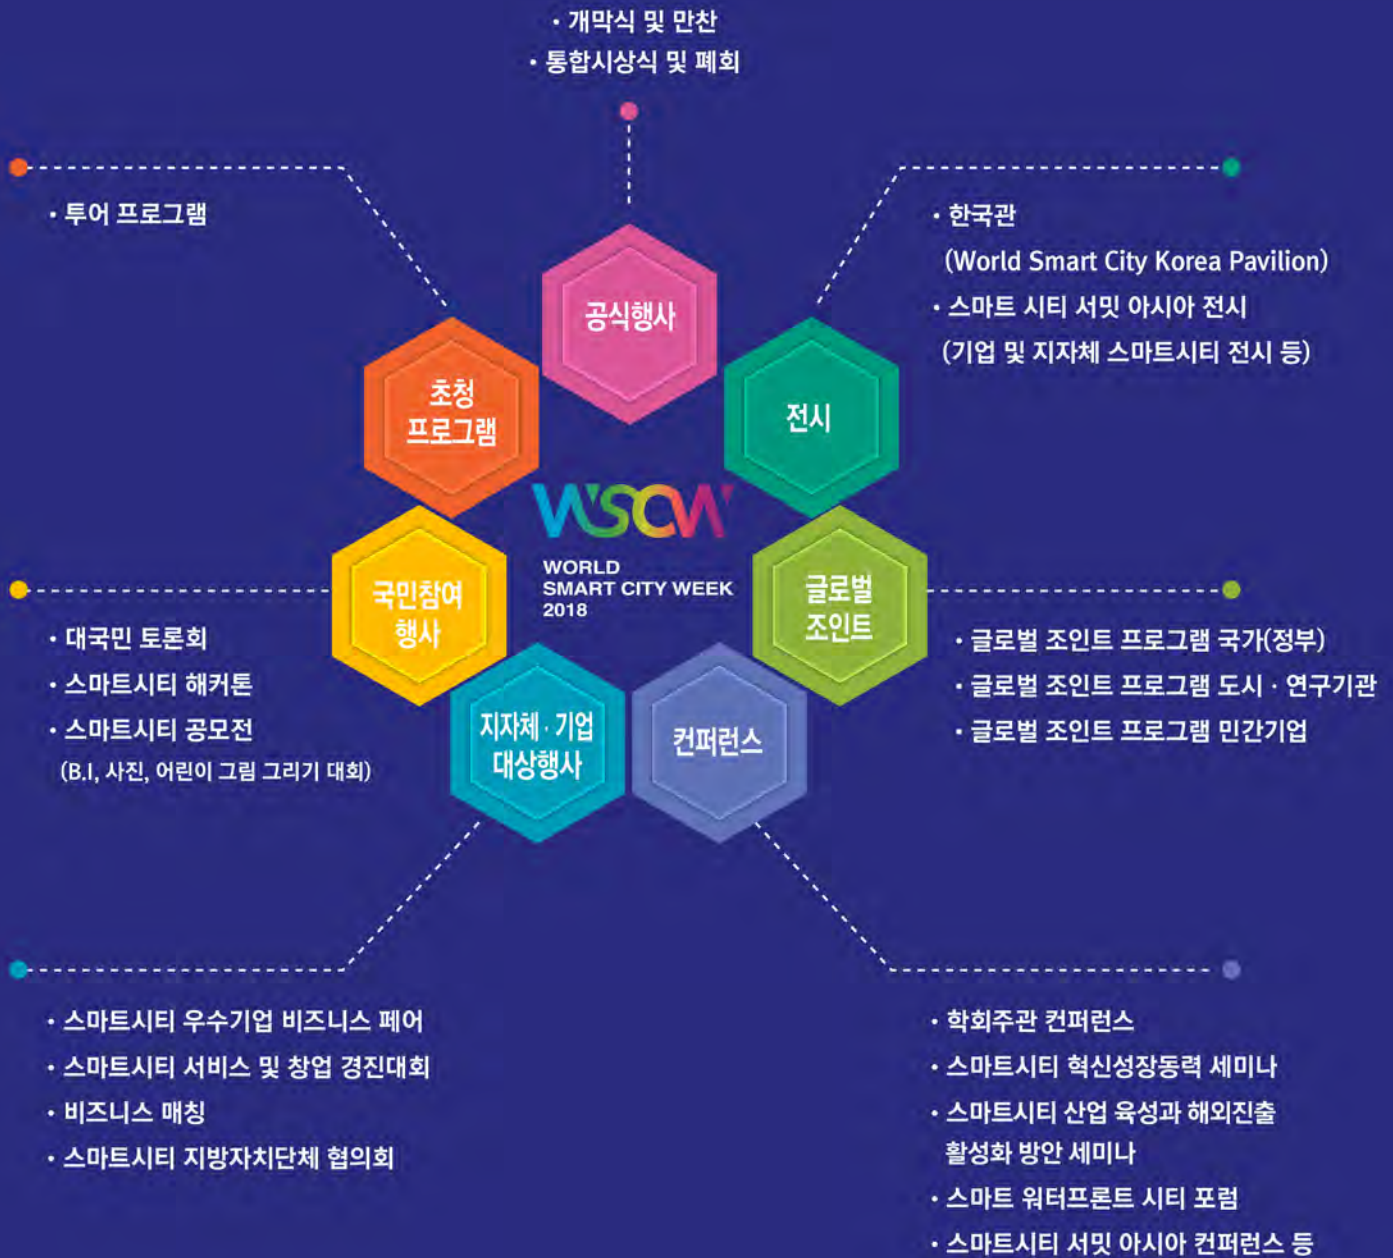 • 개막식 및 만찬
• 통합시상식 및 폐회
• 투어 프로그램
• 한국관
(World Smart City Korea Pavilion)
• 스마트 시티 서밋 아시아 전시
(기업 및 지자체 스마트시티 전시 등)
공식행사
초청
프로그램
전시
WSCW
WORLD
SMART CITY WEEK
2018
국민참여
행사
글로벌
조인트
• 대국민 토론회
• 스마트시티 해커톤
• 스마트시티 공모전
(B.I, 사진, 어린이 그림 그리기 대회)
• 글로벌 조인트 프로그램 국가(정부)
• 글로벌 조인트 프로그램 도시 · 연구기관
• 글로벌 조인트 프로그램 민간기업
지자체 · 기업
대상행사
컨퍼런스
• 스마트시티 우수기업 비즈니스 페어
• 스마트시티 서비스 및 창업 경진대회
• 비즈니스 매칭
• 스마트시티 지방자치단체 협의회
• 학회주관 컨퍼런스
• 스마트시티 혁신성장동력 세미나
• 스마트시티 산업 육성과 해외진출
활성화 방안 세미나
• 스마트 워터프론트 시티 포럼
• 스마트시티 서밋 아시아 컨퍼런스 등